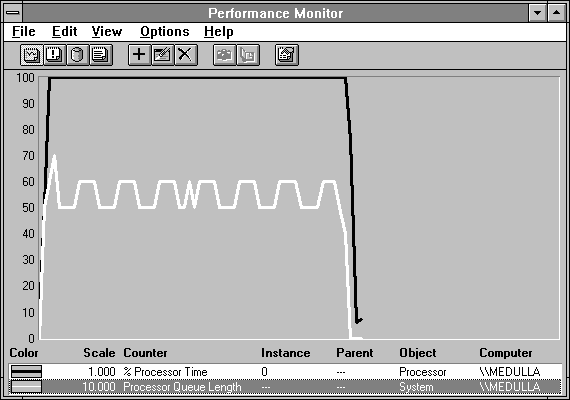 Performance Monitor
File Edit View Options Help
100
90
80
70
60
50
40
30
20
10
0
Color Scale Counter Instance Parent Object Computer
1.000 % Processor Time 0 --- Processor \\MEDULLA
10.000 Processor Queue Length --- --- System \\MEDULLA